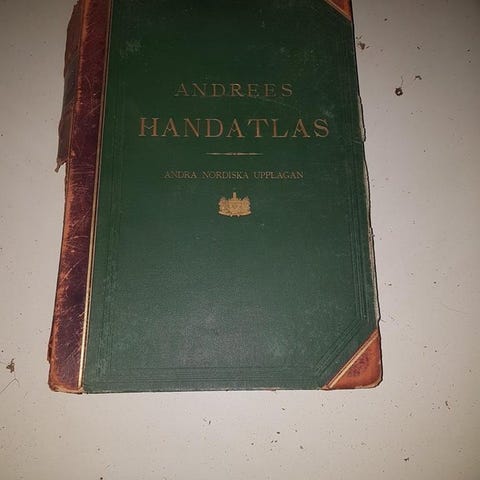 ANDREES
HANDATLAS
ANDRA NORDISKA UPPLAGAN